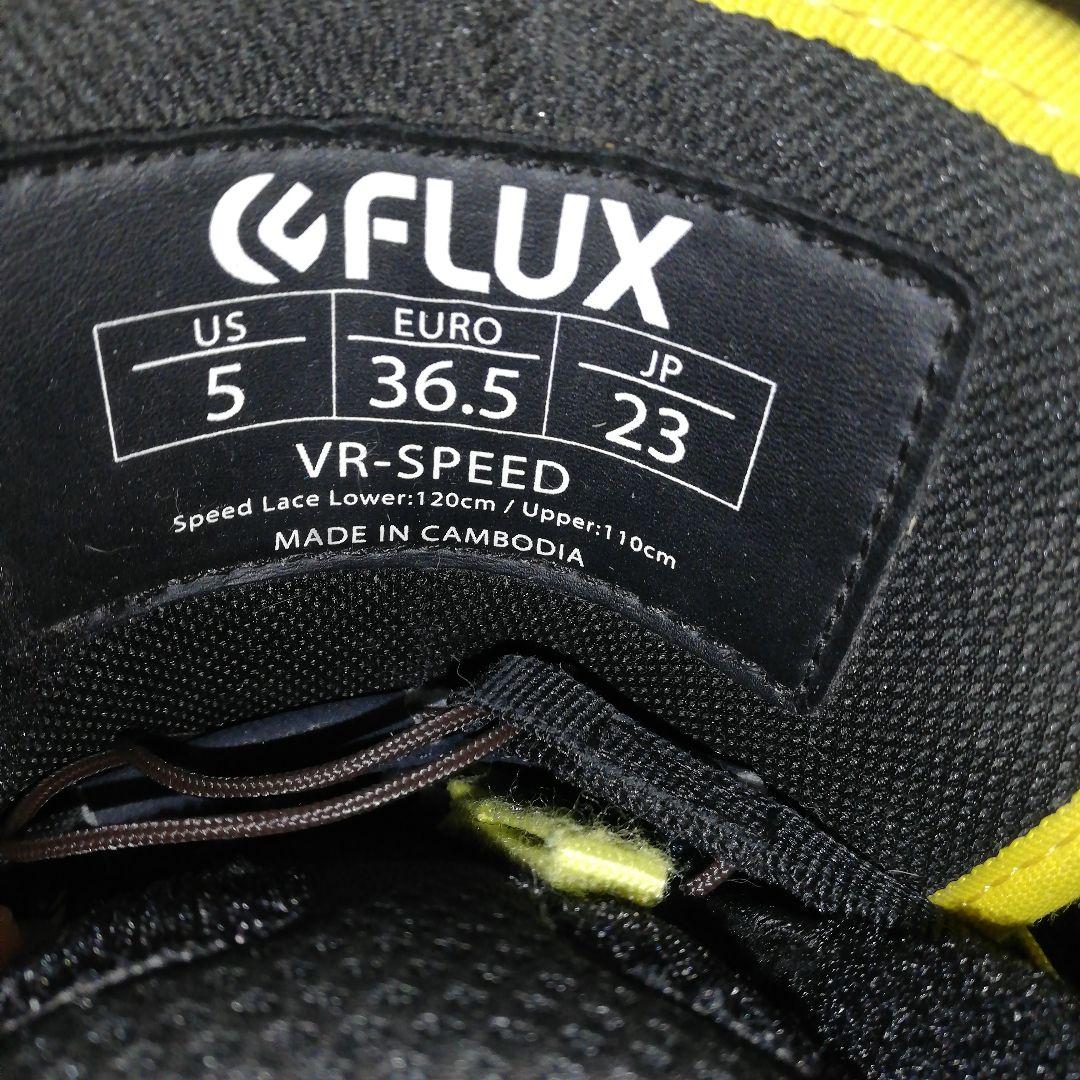 FLUX
US EURO JP
5 36.5 23
VR-SPEED
Speed Lace Lower:120cm / Upper:110cm
MADE IN CAMBODIA